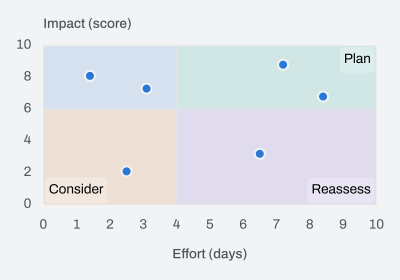 Impact (score)
10
Plan
8
6
4
2
Consider
Reassess
0
0 1 2 3 4 5 6 7 8 9 10
Effort (days)